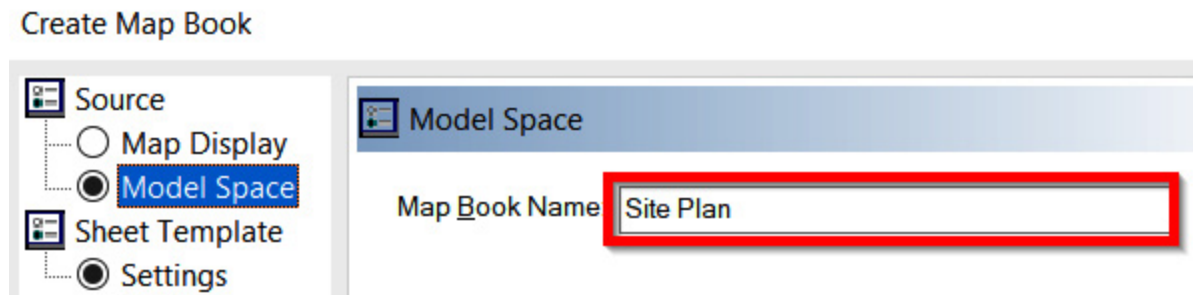 Create Map Book
Source
Map Display
Model Space
Sheet Template
Settings
Model Space
Map Book Name: Site Plan